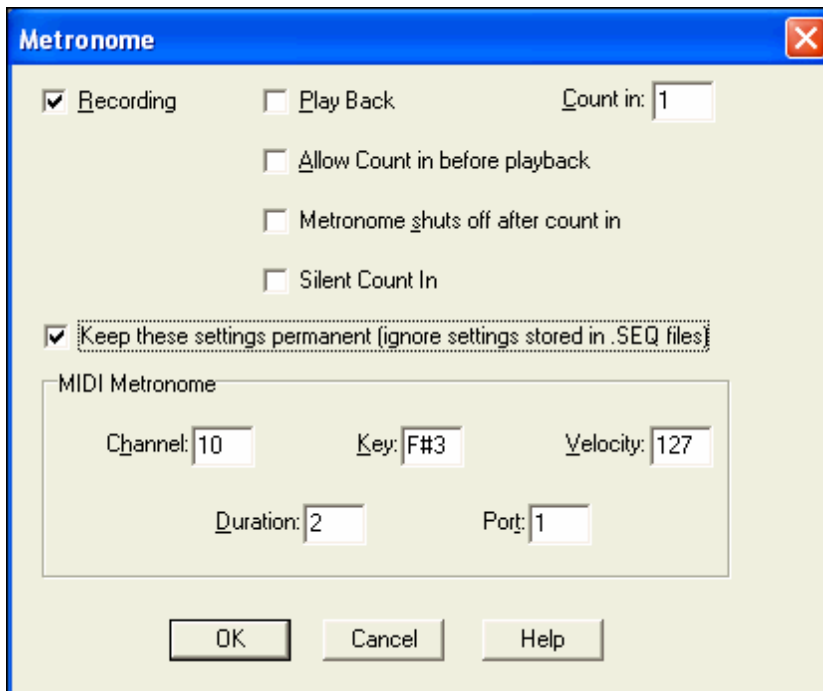 Metronome
Recording Play Back Count in: 1
Allow Count in before playback
Metronome shuts off after count in
Silent Count In
Keep these settings permanent (ignore settings stored in .SEQ files)
MIDI Metronome
Channel: 10 Key: F#3 Velocity: 127
Duration: 2 Port: 1
OK Cancel Help